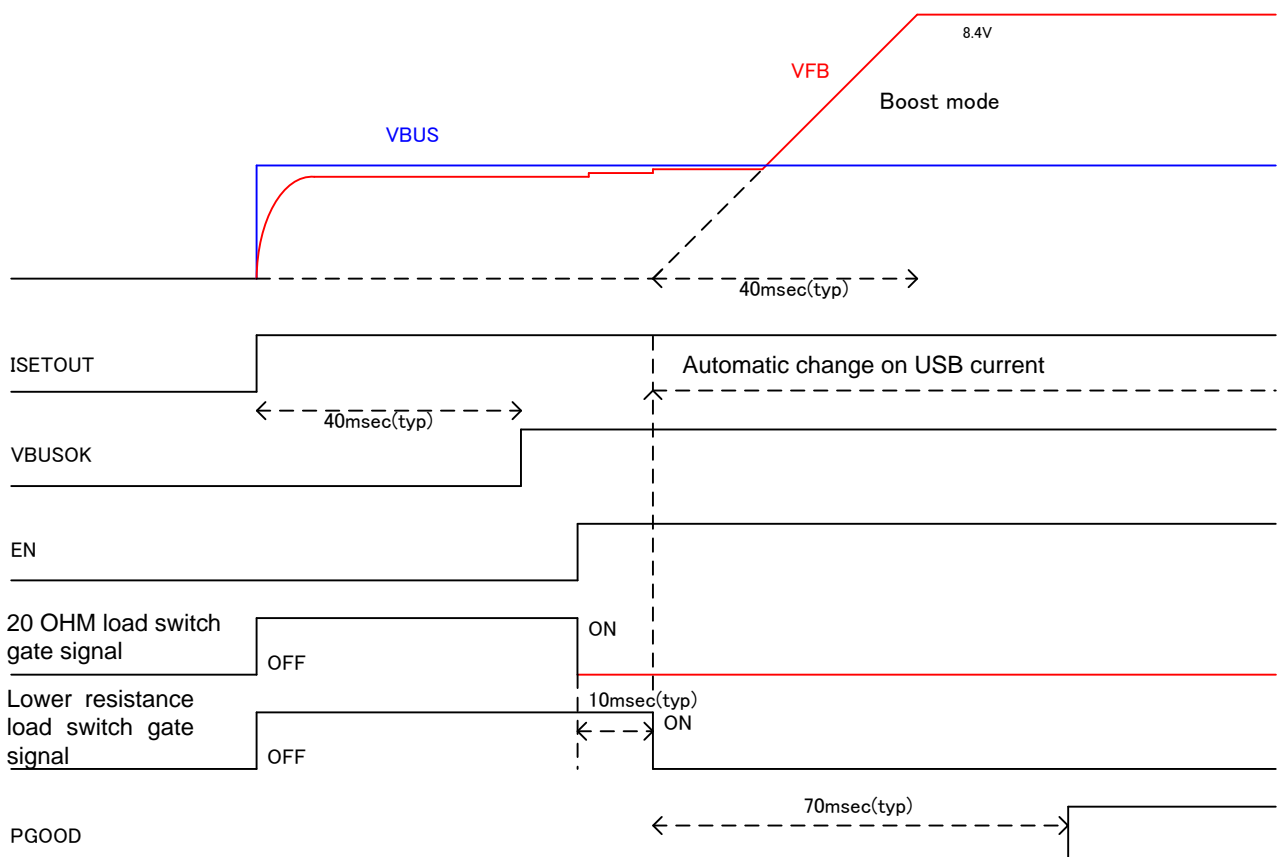 8.4V
VFB
Boost mode
VBUS
40msec(typ)
ISETOUT
Automatic change on USB current
40msec(typ)
VBUSOK
EN
20 OHM load switch
gate signal
ON
OFF
Lower resistance
load switch gate
signal
10msec(typ)
ON
OFF
70msec(typ)
PGOOD